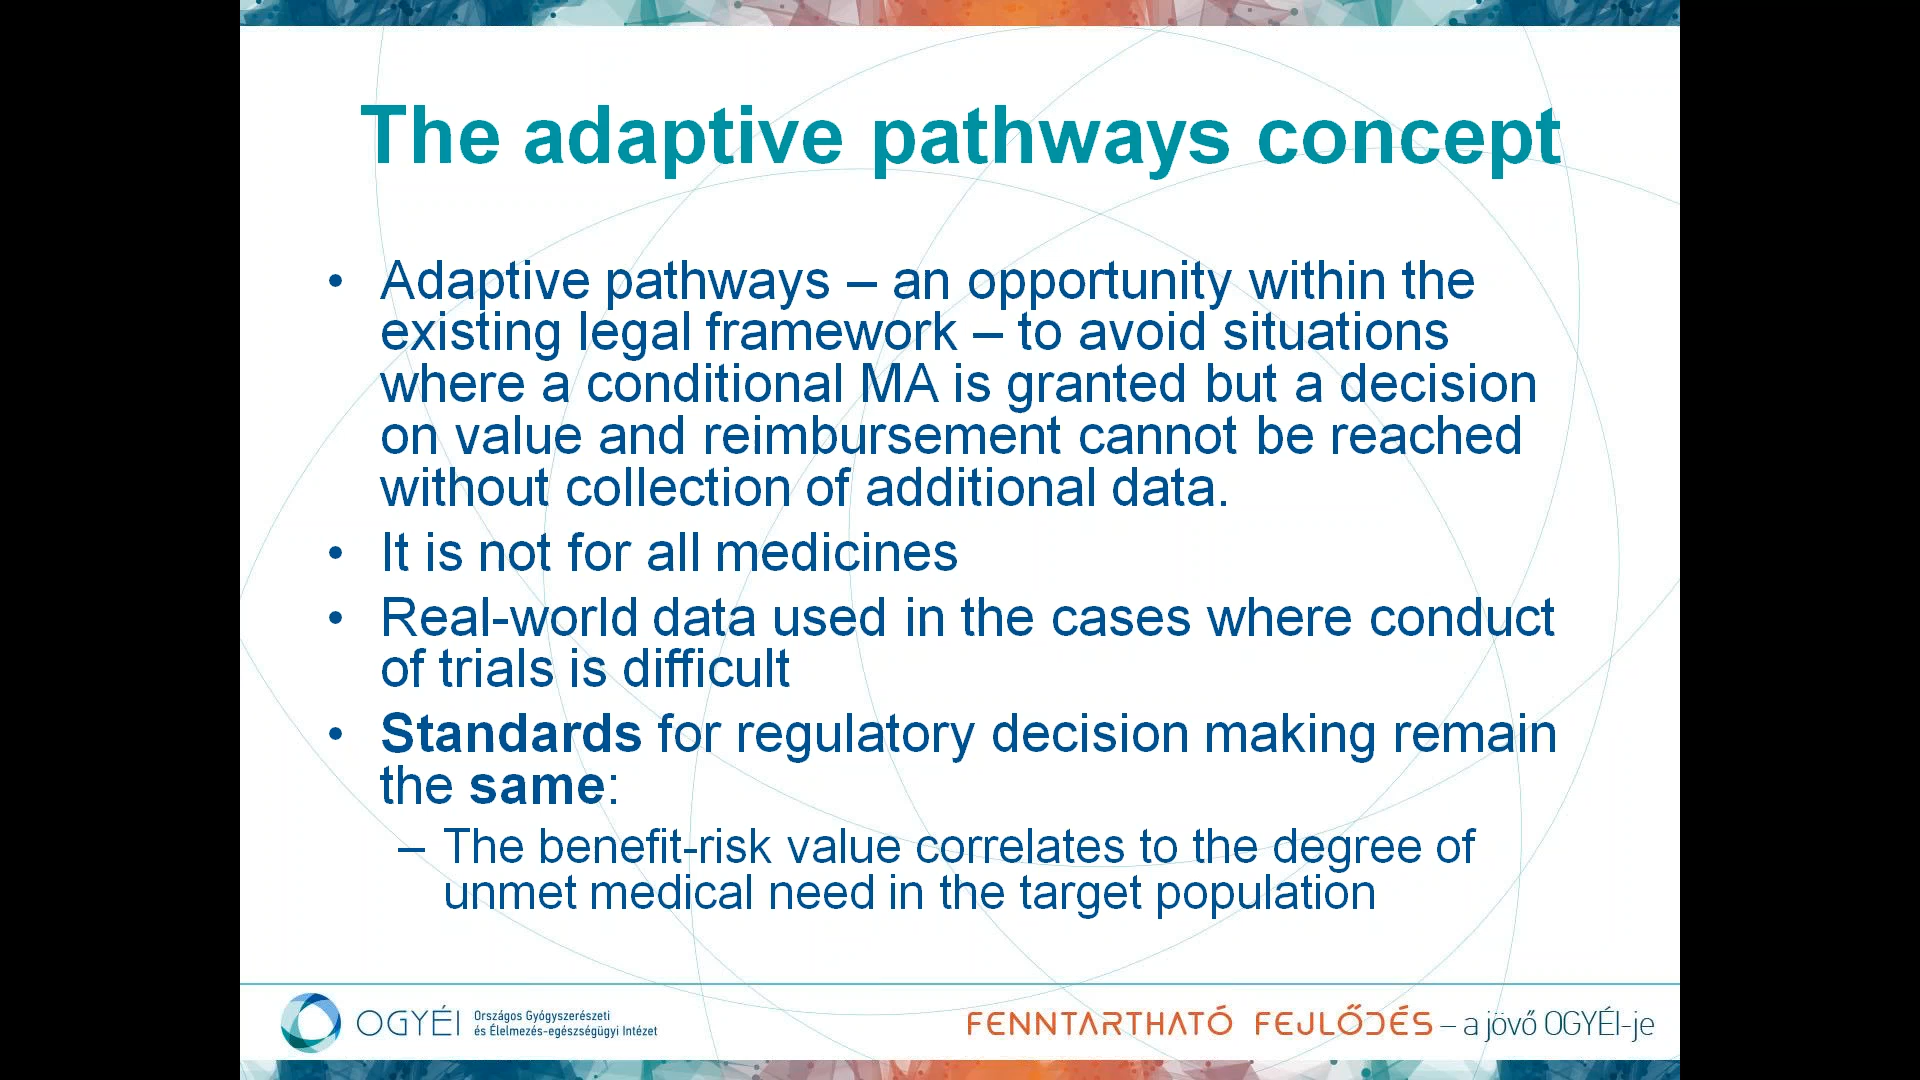 The adaptive pathways concept
• Adaptive pathways – an opportunity within the
existing legal framework – to avoid situations
where a conditional MA is granted but a decision
on value and reimbursement cannot be reached
without collection of additional data.
• It is not for all medicines
• Real-world data used in the cases where conduct
of trials is difficult
• Standards for regulatory decision making remain
the same:
– The benefit-risk value correlates to the degree of
unmet medical need in the target population
OGYÉI
Országos Gyógyszerészeti
és Élelmezés-egészségügyi Intézet
FENNTARTHATÓ FEJLŐDÉS – a jövő OGYÉI-je